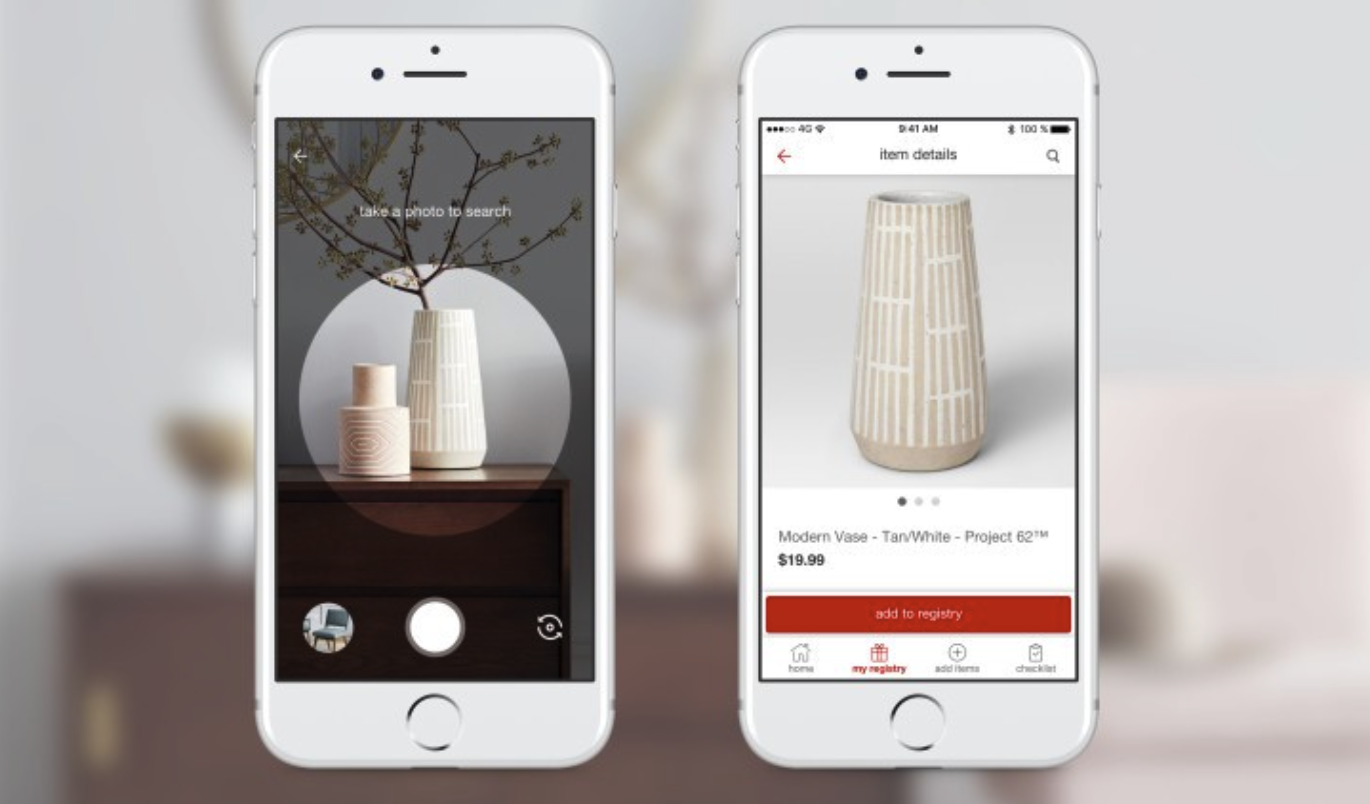 take a photo to search
4G 9:41 AM 100 %
item details
Modern Vase - Tan/White - Project 62™
$19.99
add to registry
home my registry add items checklist